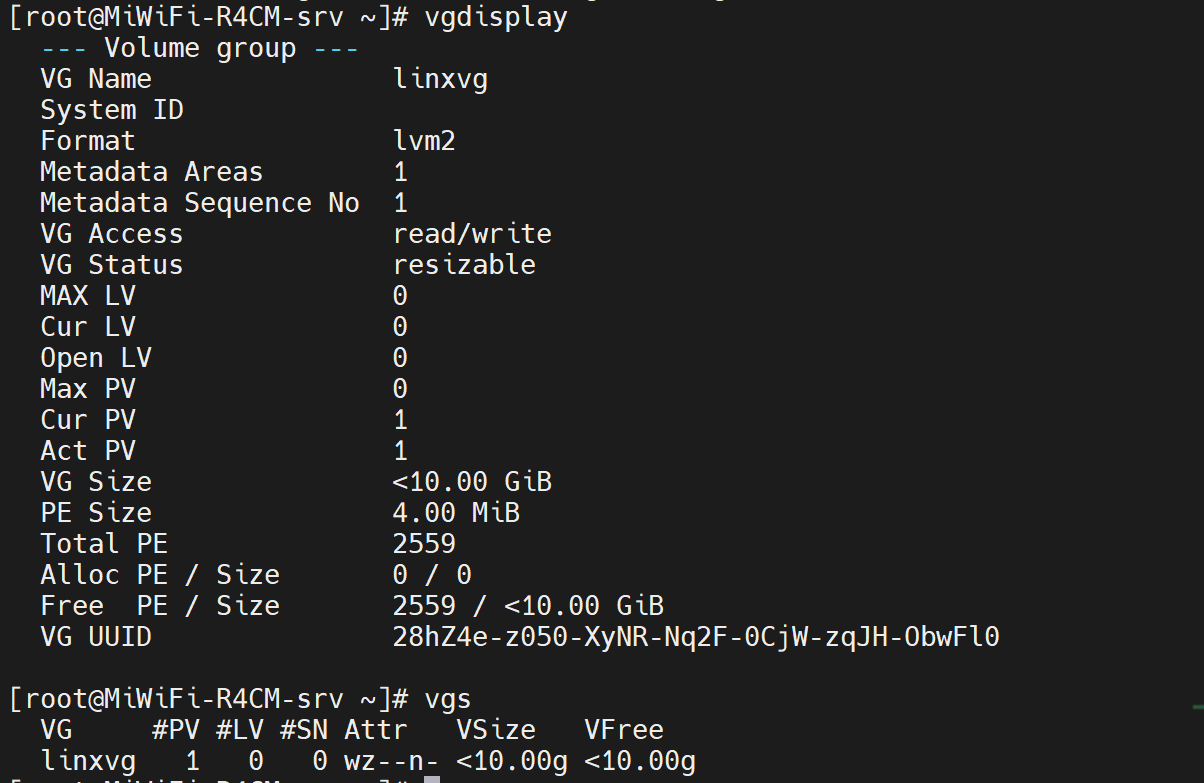 [root@MiWiFi-R4CM-srv ~]# vgdisplay
  --- Volume group ---
  VG Name               linxvg
  System ID
  Format                lvm2
  Metadata Areas        1
  Metadata Sequence No  1
  VG Access             read/write
  VG Status             resizable
  MAX LV                0
  Cur LV                0
  Open LV               0
  Max PV                0
  Cur PV                1
  Act PV                1
  VG Size               <10.00 GiB
  PE Size               4.00 MiB
  Total PE              2559
  Alloc PE / Size       0 / 0
  Free  PE / Size       2559 / <10.00 GiB
  VG UUID               28hZ4e-z050-XyNR-Nq2F-0CjW-zqJH-ObwFl0

[root@MiWiFi-R4CM-srv ~]# vgs
  VG     #PV #LV #SN Attr   VSize   VFree
  linxvg   1   0   0 wz--n- <10.00g <10.00g